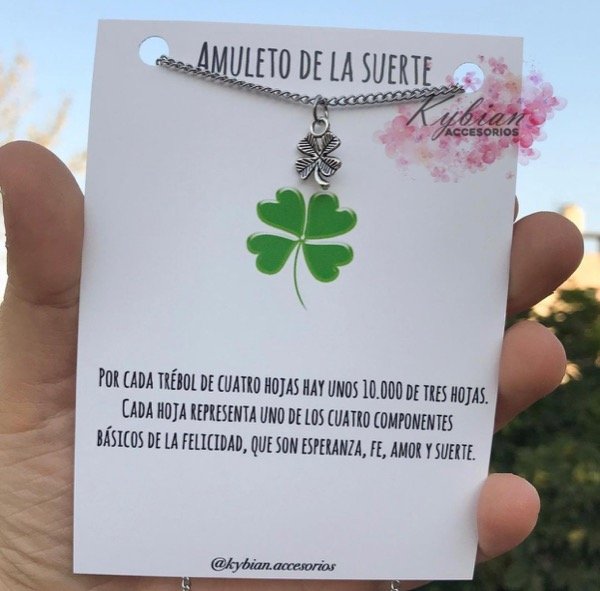 AMULETO DE LA SUERTE
Kybian
ACCESORIOS
POR CADA TRÉBOL DE CUATRO HOJAS HAY UNOS 10.000 DE TRES HOJAS.
CADA HOJA REPRESENTA UNO DE LOS CUATRO COMPONENTES
BÁSICOS DE LA FELICIDAD, QUE SON ESPERANZA, FE, AMOR Y SUERTE.
@kybian.accesorios